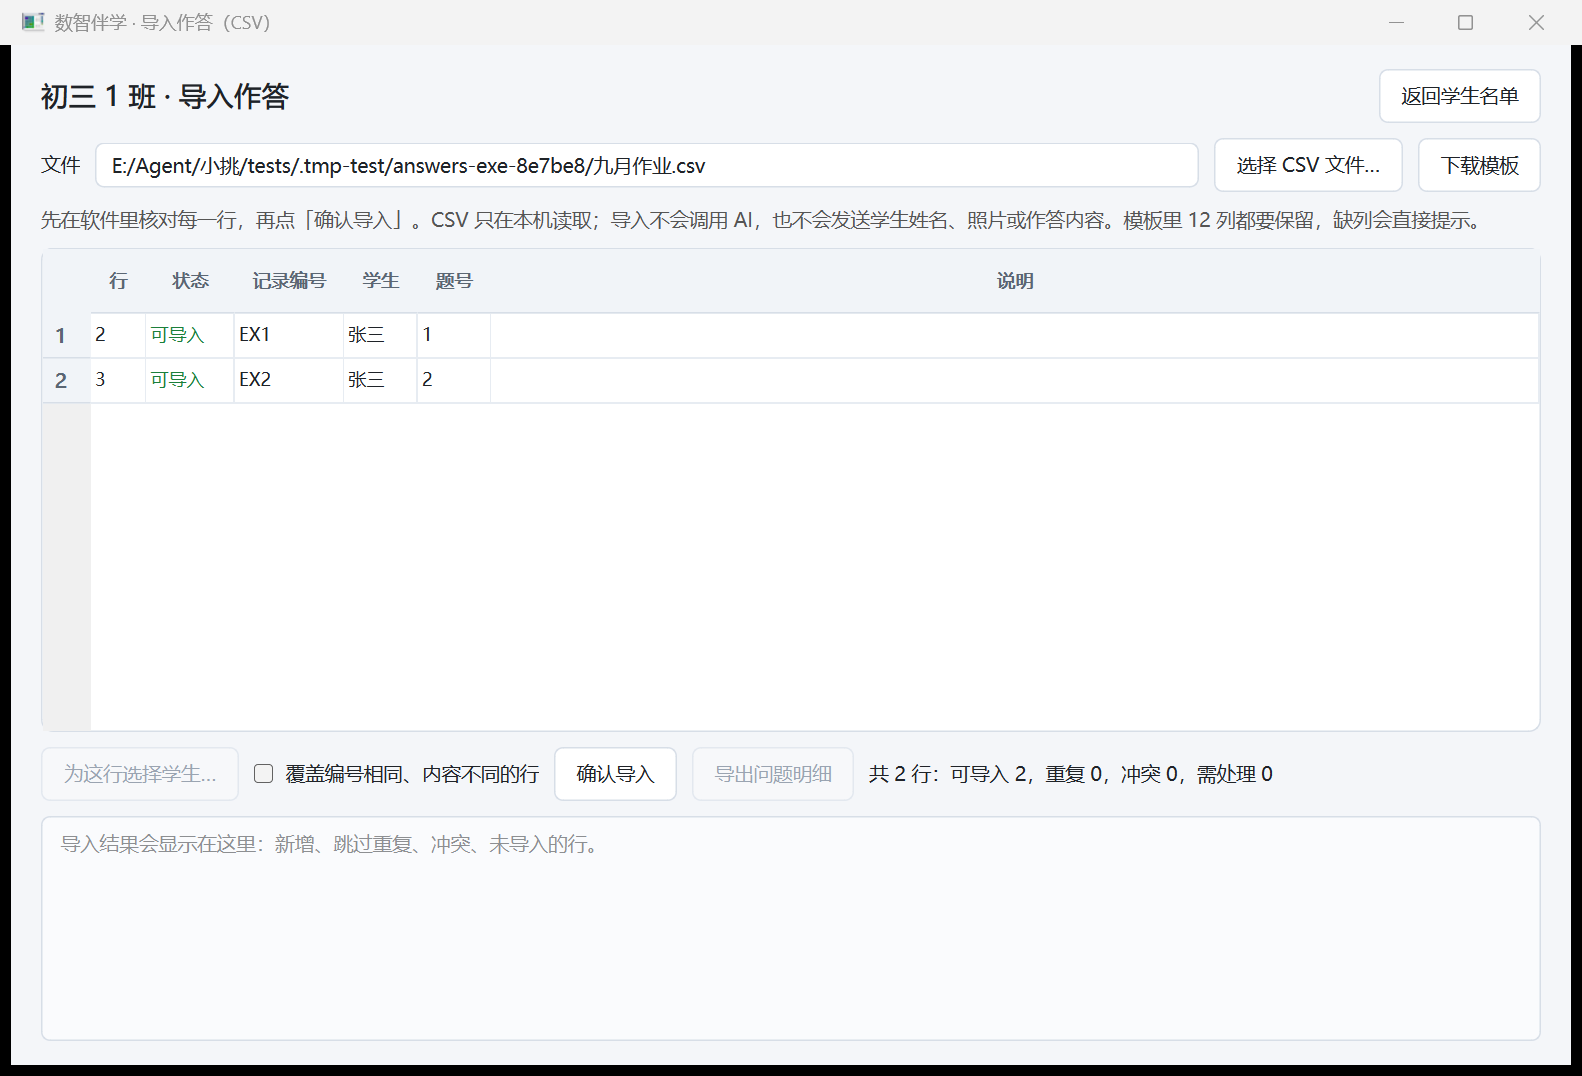 数智伴学 · 导入作答（CSV）
初三 1 班 · 导入作答
返回学生名单
文件 E:/Agent/小挑/tests/.tmp-test/answers-exe-8e7be8/九月作业.csv 选择 CSV 文件... 下载模板
先在软件里核对每一行，再点「确认导入」。CSV 只在本机读取；导入不会调用 AI，也不会发送学生姓名、照片或作答内容。模板里 12 列都要保留，缺列会直接提示。
行 状态 记录编号 学生 题号 说明
1 2 可导入 EX1 张三 1
2 3 可导入 EX2 张三 2
为这行选择学生... 覆盖编号相同、内容不同的行 确认导入 导出问题明细 共 2 行：可导入 2，重复 0，冲突 0，需处理 0
导入结果会显示在这里：新增、跳过重复、冲突、未导入的行。